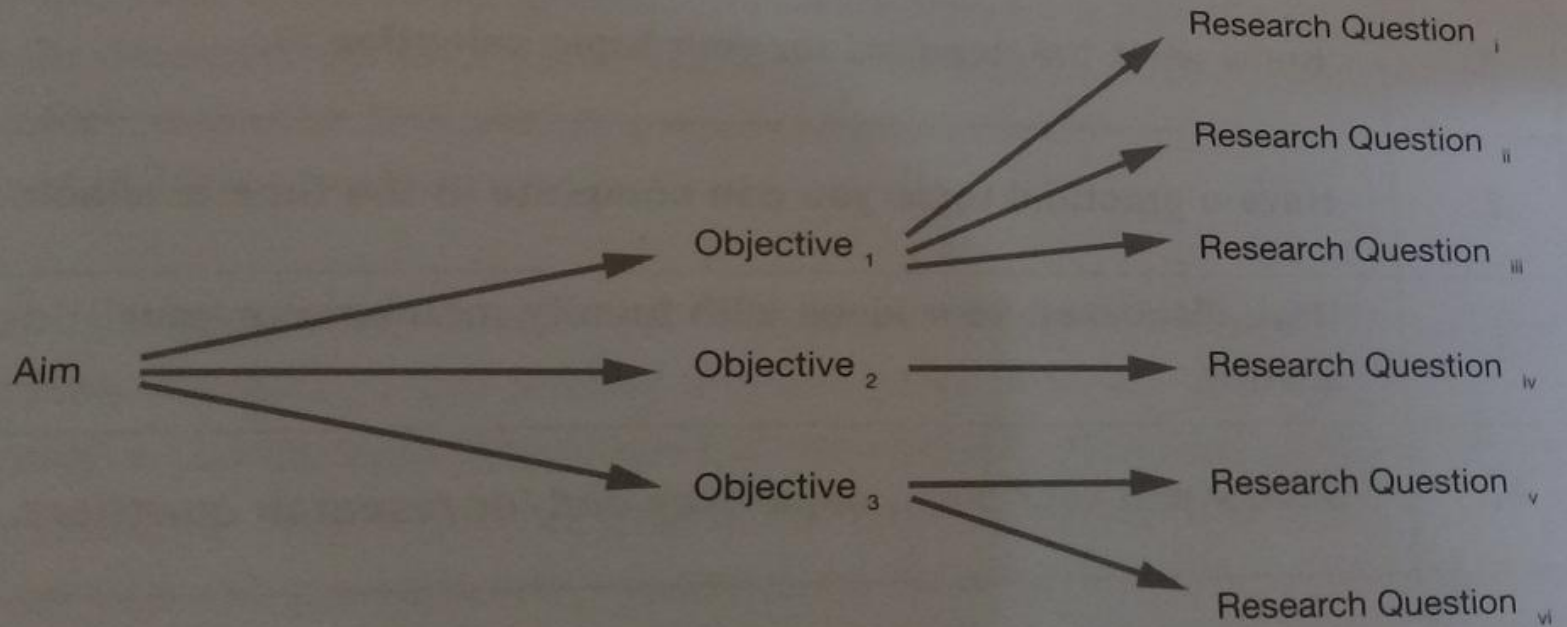 Research Question i
Research Question ii
Objective 1
Research Question iii
Aim
Objective 2
Research Question iv
Objective 3
Research Question v
Research Question vi